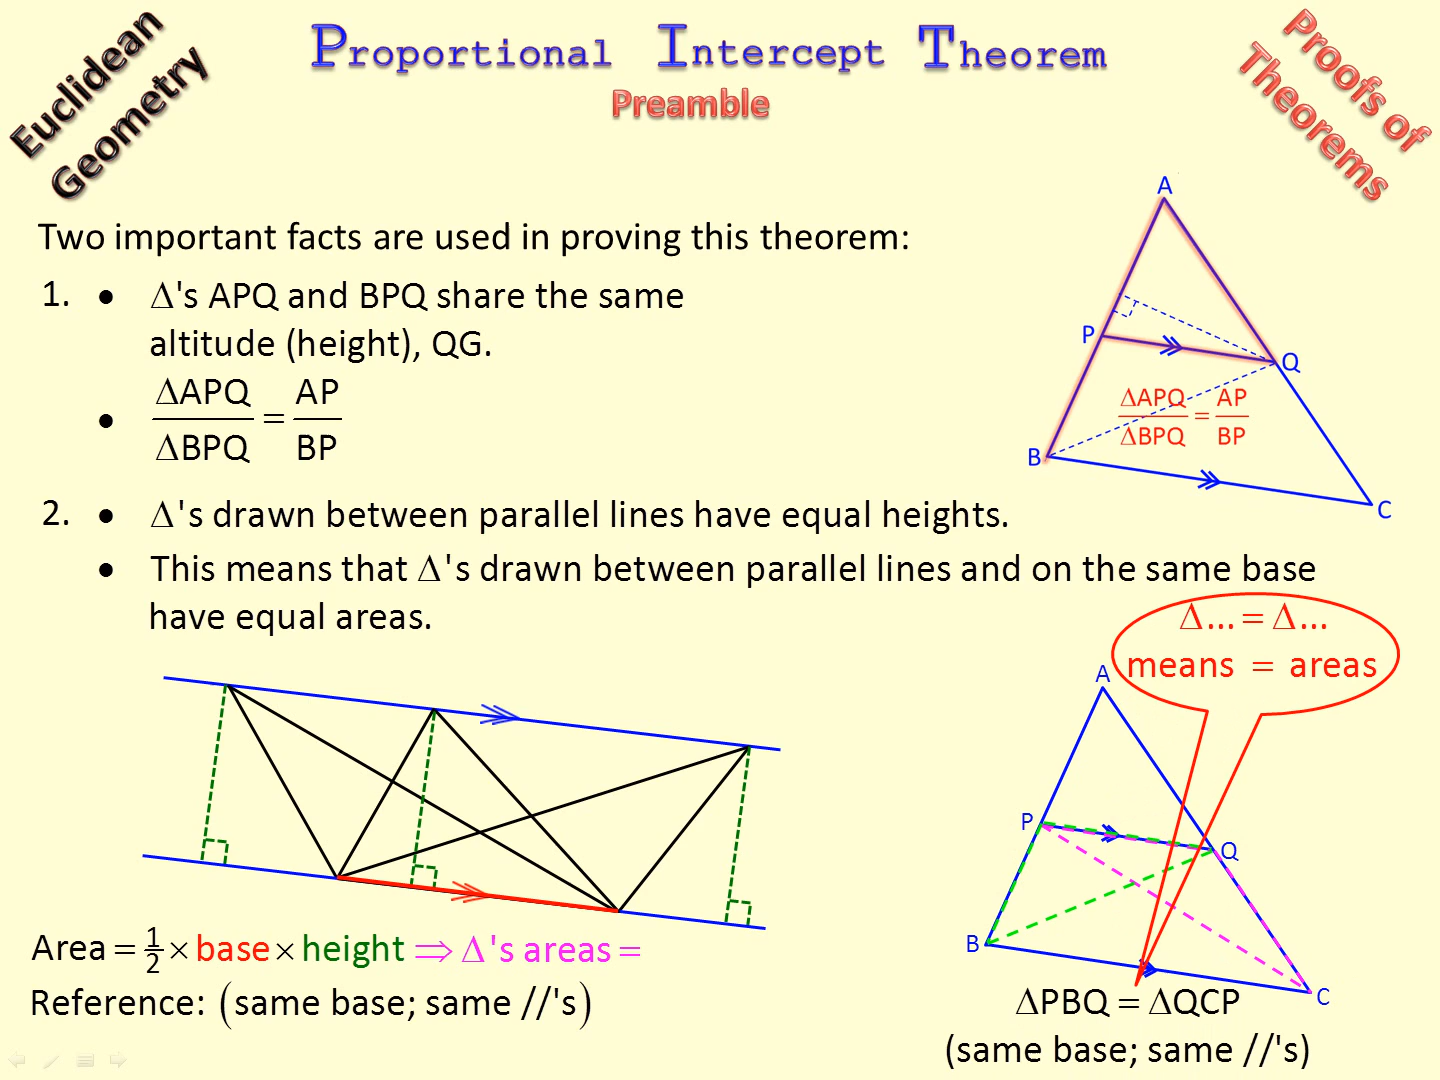 Euclidean
Geometry
Proportional Intercept Theorem
Preamble
Proofs of
Theorems
Two important facts are used in proving this theorem:
1. • Δ's APQ and BPQ share the same
altitude (height), QG.
• ΔAPQ/ΔBPQ = AP/BP
A
P
Q
ΔAPQ/ΔBPQ = AP/BP
B
C
2. • Δ's drawn between parallel lines have equal heights.
• This means that Δ's drawn between parallel lines and on the same base
have equal areas.
Δ... = Δ...
means = areas
A
P
Q
B
C
Area = 1/2 × base × height ⇒ Δ's areas =
Reference: (same base; same //'s)
ΔPBQ = ΔQCP
(same base; same //'s)